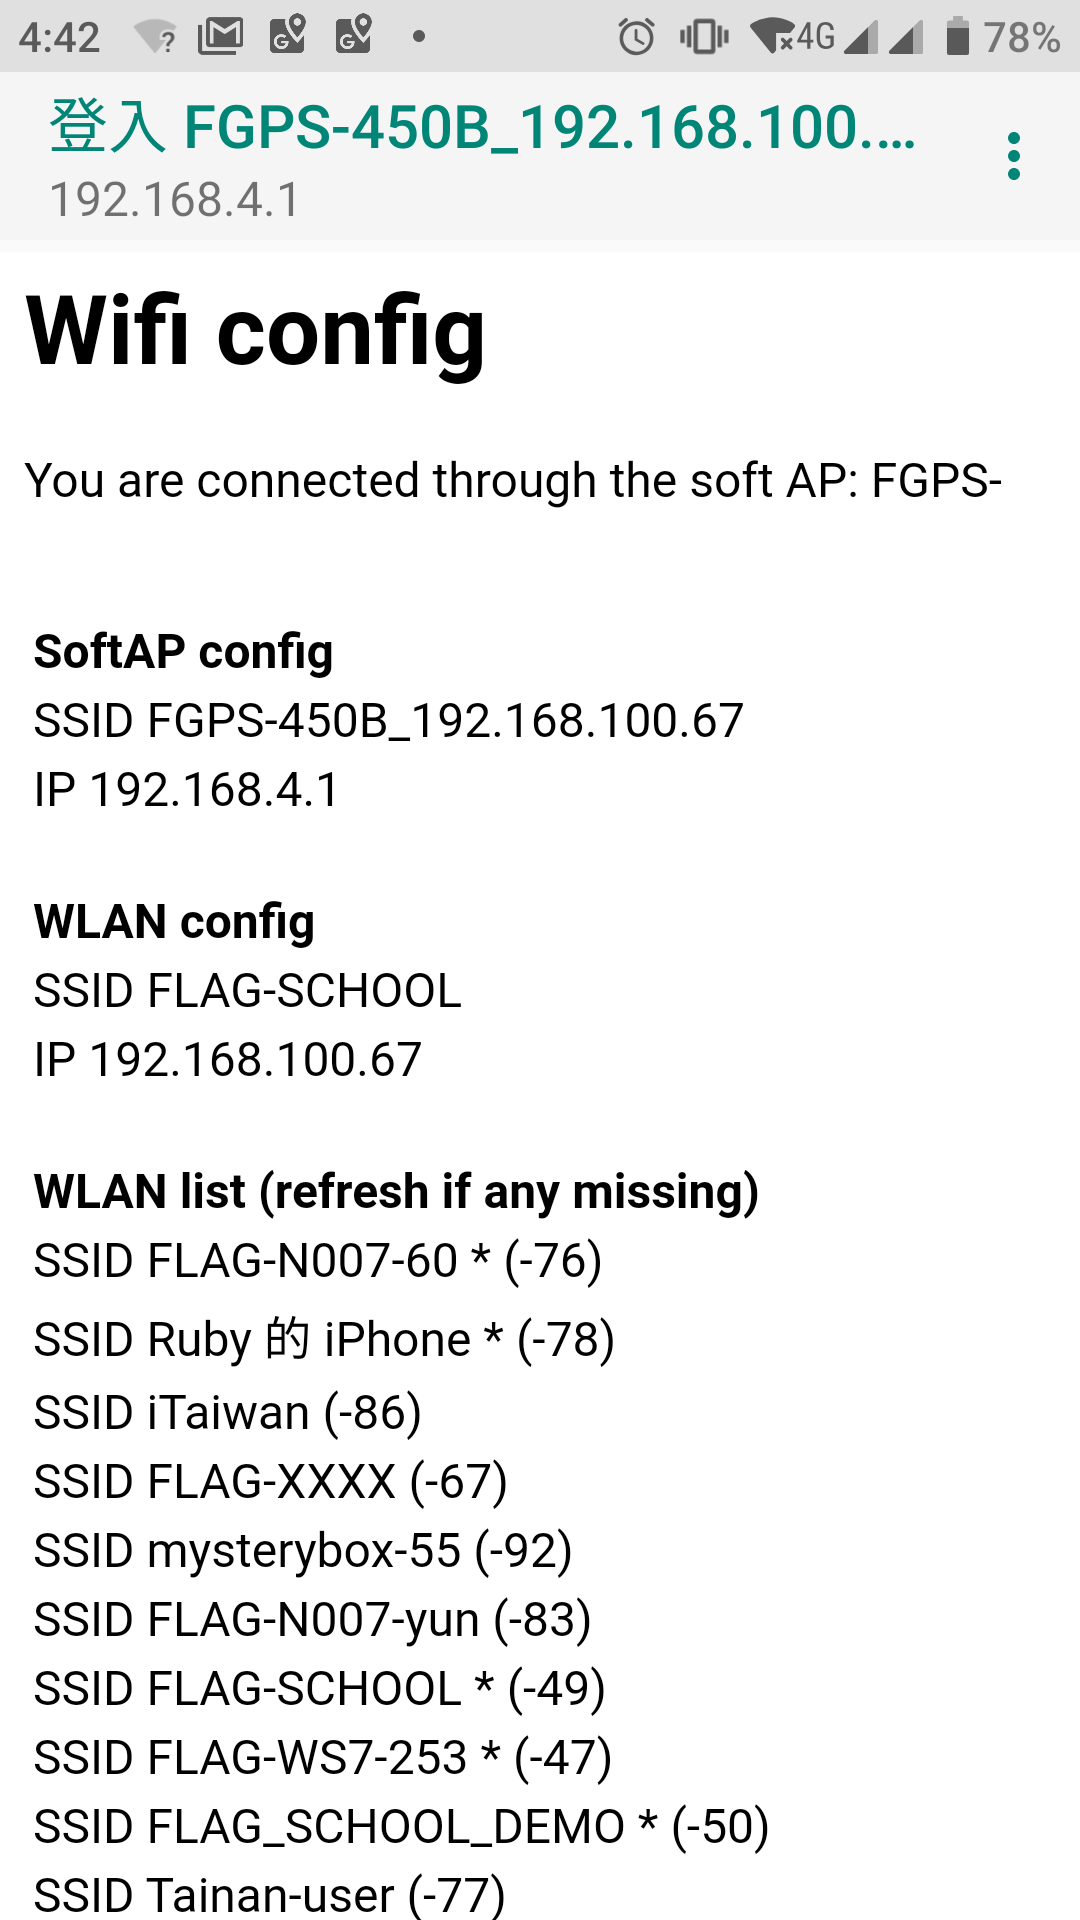 4:42 4G 78%
登入 FGPS-450B_192.168.100....
192.168.4.1
Wifi config
You are connected through the soft AP: FGPS-
SoftAP config
SSID FGPS-450B_192.168.100.67
IP 192.168.4.1
WLAN config
SSID FLAG-SCHOOL
IP 192.168.100.67
WLAN list (refresh if any missing)
SSID FLAG-N007-60 * (-76)
SSID Ruby 的 iPhone * (-78)
SSID iTaiwan (-86)
SSID FLAG-XXXX (-67)
SSID mysterybox-55 (-92)
SSID FLAG-N007-yun (-83)
SSID FLAG-SCHOOL * (-49)
SSID FLAG-WS7-253 * (-47)
SSID FLAG_SCHOOL_DEMO * (-50)
SSID Tainan-user (-77)